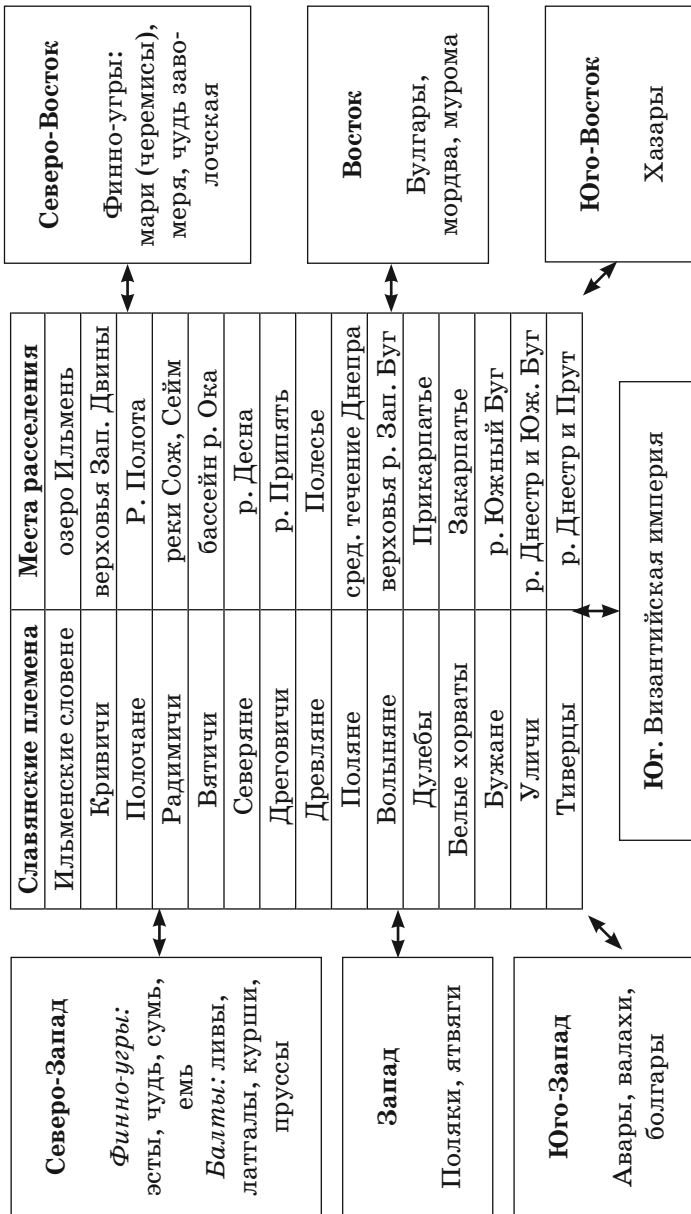 Северо-Запад
Финно-угры:
эсты, чудь, сумь,
емь
Балты: ливы,
латгалы, курши,
пруссы
Запад
Поляки, ятвяги
Юго-Запад
Авары, валахи,
болгары
Славянские племена Места расселения
Ильменские словене озеро Ильмень
Кривичи верховья Зап. Двины
Полочане Р. Полота
Радимичи реки Сож, Сейм
Вятичи бассейн р. Ока
Северяне р. Десна
Дреговичи р. Припять
Древляне Полесье
Поляне сред. течение Днепра
Волыняне верховья р. Зап. Буг
Дулебы Прикарпатье
Белые хорваты Закарпатье
Бужане р. Южный Буг
Уличи р. Днестр и Юж. Буг
Тиверцы р. Днестр и Прут
Юг. Византийская империя
Северо-Восток
Финно-угры:
мари (черемисы),
меря, чудь заво-
лочская
Восток
Булгары,
мордва, мурома
Юго-Восток
Хазары